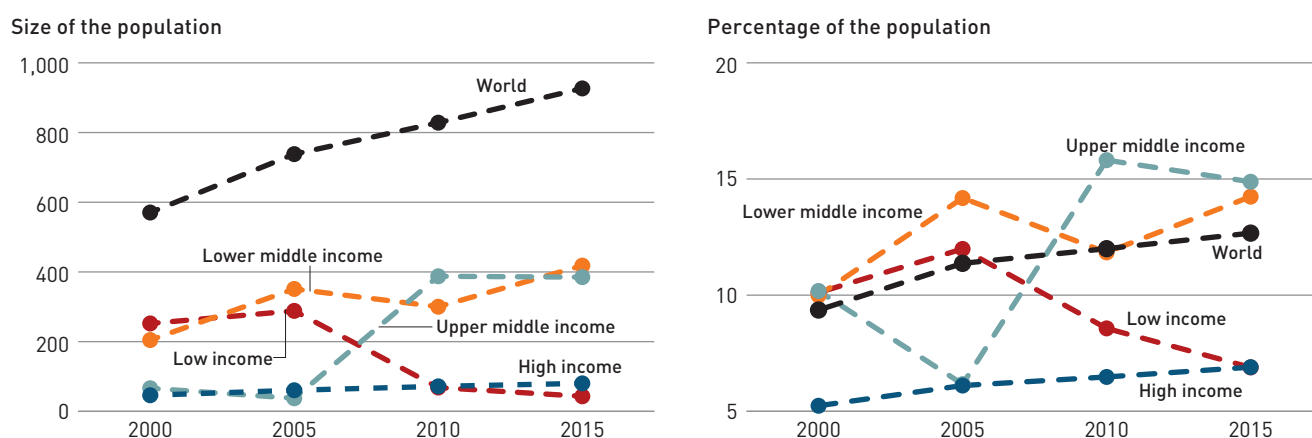 Size of the population
1,000
800
600
400
200
0
World
Lower middle income
Upper middle income
Low income
High income
2000 2005 2010 2015
Percentage of the population
20
15
10
5
Upper middle income
Lower middle income
World
Low income
High income
2000 2005 2010 2015